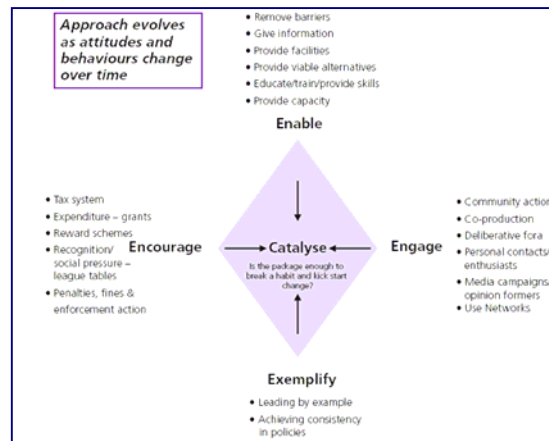 Approach evolves
as attitudes and
behaviours change
over time
• Remove barriers
• Give information
• Provide facilities
• Provide viable alternatives
• Educate/train/provide skills
• Provide capacity
Enable
• Tax system
• Expenditure – grants
• Reward schemes
• Recognition/
social pressure –
league tables
• Penalties, fines &
enforcement action
Encourage
Catalyse
Is the package enough to
break a habit and kick start
change?
Engage
• Community action
• Co-production
• Deliberative fora
• Personal contacts/
enthusiasts
• Media campaigns/
opinion formers
• Use Networks
Exemplify
• Leading by example
• Achieving consistency
in policies